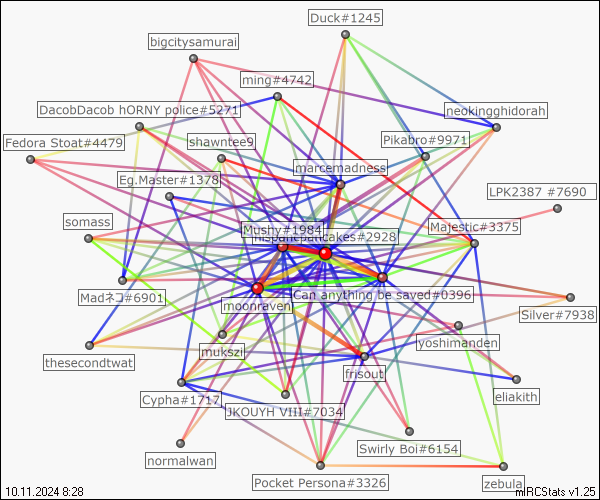 Duck#1245
bigcitysamurai
ming#4742
DacobDacob hORNY police#5271
neokingghidorah
Fedora Stoat#4479
shawntee9
Pikabro#9971
marcemadness
Eg.Master#1378
LPK2387 #7690
somass
Mushy#1984
Majestic#3375
cakes#2928
Madネコ#6901
Can anything be saved#0396
moonraven
Silver#7938
mukszi
yoshimanden
thesecondtwat
frisout
Cypha#1717
JKOUYH VIII#7034
eliakith
normalwan
Swirly Boi#6154
Pocket Persona#3326
zebula
10.11.2024 8:28
mIRCStats v1.25